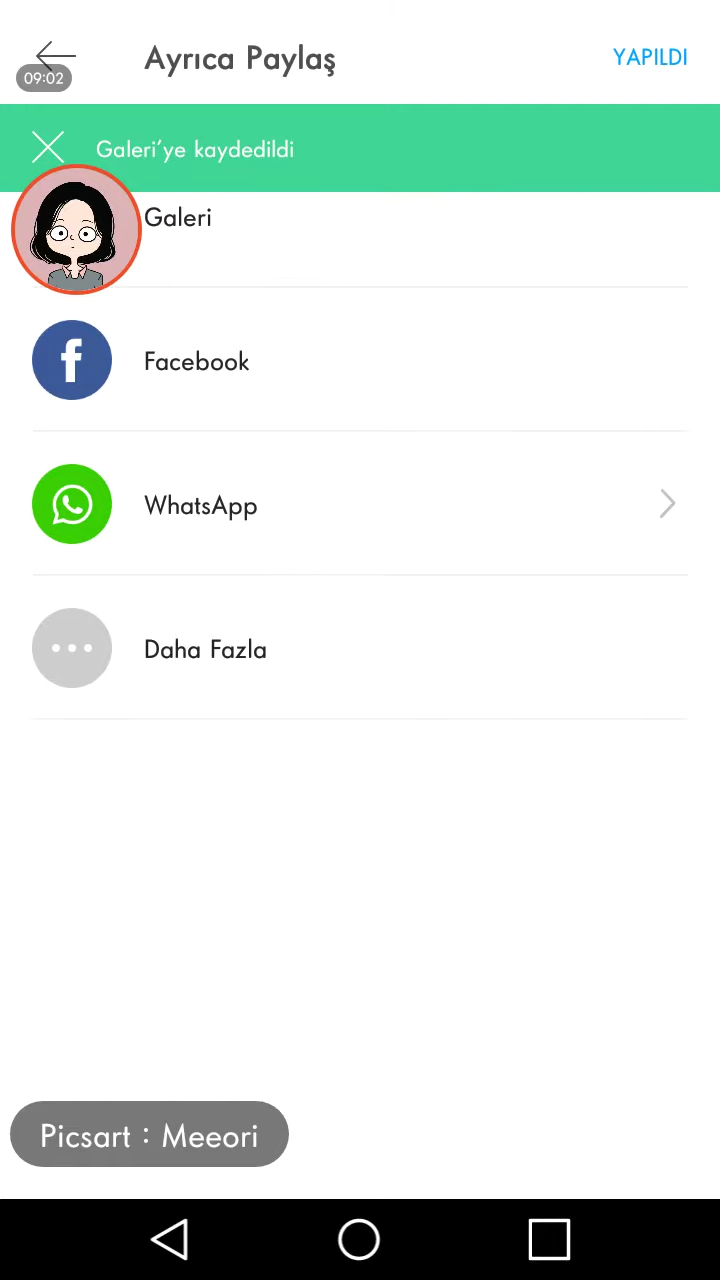 Ayrıca Paylaş
YAPILDI
09:02
Galeri'ye kaydedildi
Galeri
Facebook
WhatsApp
Daha Fazla
Picsart : Meeori